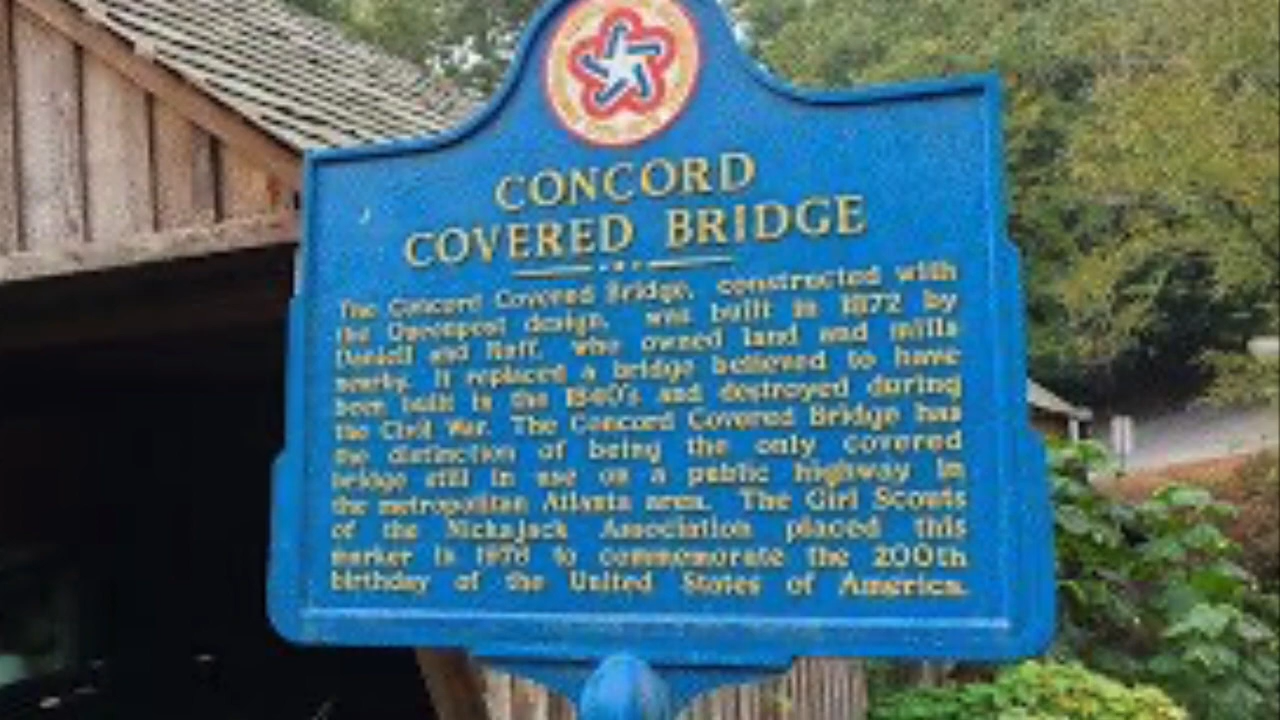 CONCORD
COVERED BRIDGE
The Concord Covered Bridge, constructed with
the Queenpost design, was built in 1872 by
Daniell and Ruff, who owned land and mills
nearby. It replaced a bridge believed to have
been built in the 1840's and destroyed during
the Civil War. The Concord Covered Bridge has
the distinction of being the only covered
bridge still in use on a public highway in
the metropolitan Atlanta area. The Girl Scouts
of the Nickajack Association placed this
marker in 1976 to commemorate the 200th
birthday of the United States of America.